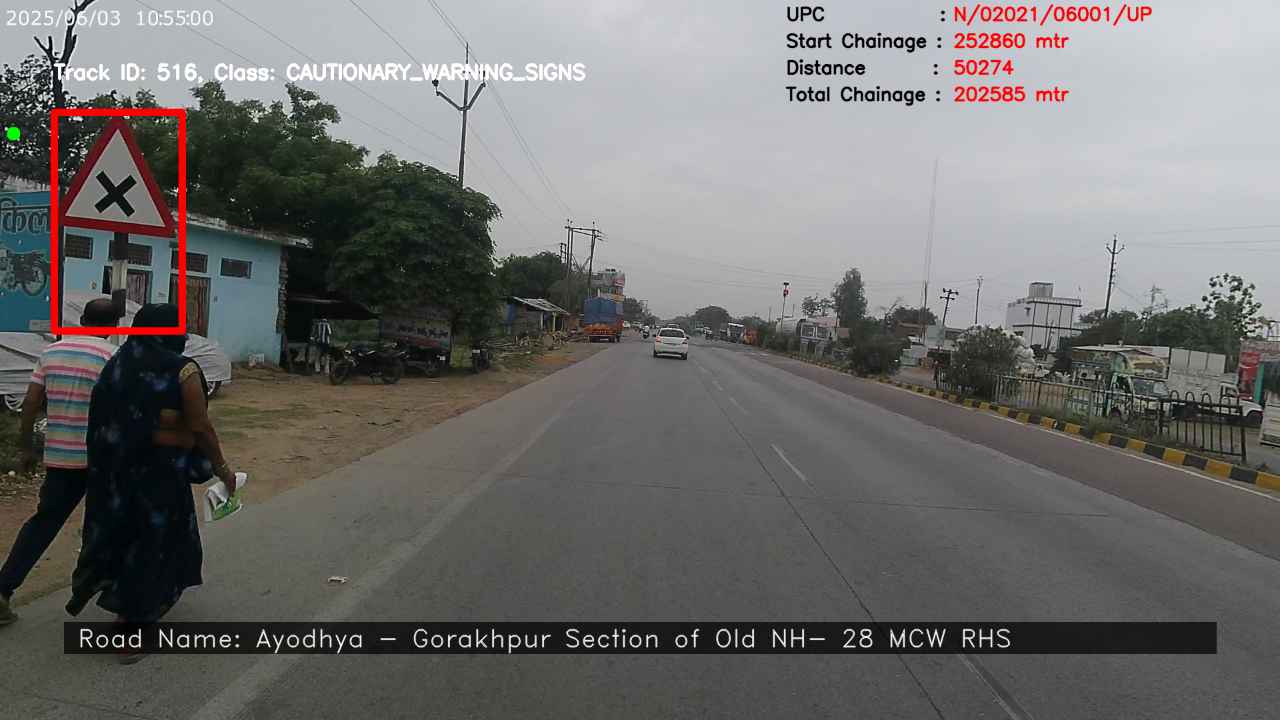 2025/06/03 10:55:00
UPC : N/02021/06001/UP
Start Chainage : 252860 mtr
Distance : 50274
Total Chainage : 202585 mtr
Track ID: 516, Class: CAUTIONARY_WARNING_SIGNS
Road Name: Ayodhya - Gorakhpur Section of Old NH- 28 MCW RHS